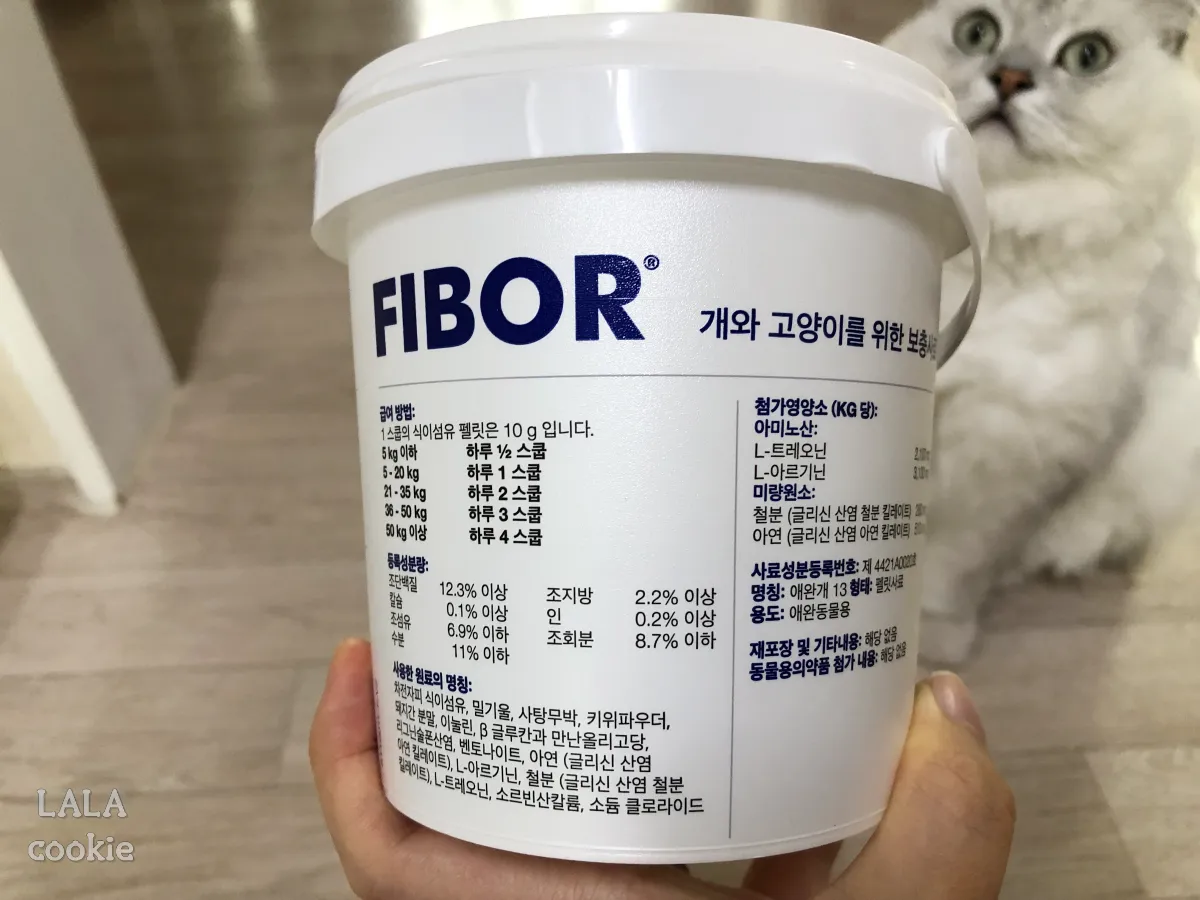 FIBOR®
개와 고양이를 위한 보충사료
급여 방법:
1 스쿱의 식이섬유 펠릿은 10 g 입니다.
5 kg 이하 하루 ½ 스쿱
5 - 20 kg 하루 1 스쿱
21 - 35 kg 하루 2 스쿱
36 - 50 kg 하루 3 스쿱
50 kg 이상 하루 4 스쿱
등록성분량:
조단백질 12.3% 이상 조지방 2.2% 이상
칼슘 0.1% 이상 인 0.2% 이상
조섬유 6.9% 이하 조회분 8.7% 이하
수분 11% 이하
사용한 원료의 명칭:
차전자피 식이섬유, 밀기울, 사탕무박, 키위파우더,
돼지간 분말, 이눌린, β 글루칸과 만난올리고당,
리그닌술폰산염, 벤토나이트, 아연 (글리신 산염
아연 킬레이트), L-아르기닌, 철분 (글리신 산염 철분
킬레이트), L-트레오닌, 소르빈산칼륨, 소듐 클로라이드
첨가영양소 (KG 당):
아미노산:
L-트레오닌
L-아르기닌
미량원소:
철분 (글리신 산염 철분 킬레이트)
아연 (글리신 산염 아연 킬레이트)
사료성분등록번호: 제 4421A0020호
명칭: 애완개 13 형태: 펠릿사료
용도: 애완동물용
재포장 및 기타내용: 해당 없음
동물용의약품 첨가 내용: 해당 없음
LALA
cookie